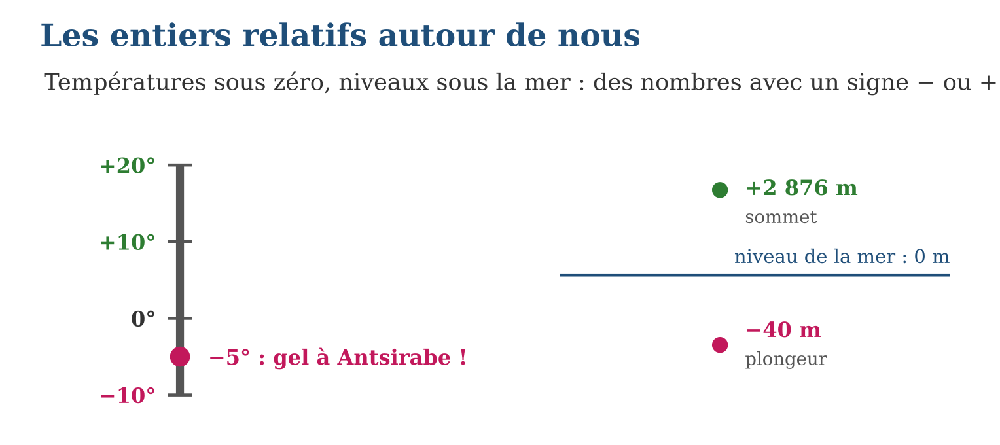 Les entiers relatifs autour de nous
Températures sous zéro, niveaux sous la mer : des nombres avec un signe − ou +
+20°
+10°
0°
−5° : gel à Antsirabe !
−10°
+2 876 m
sommet
niveau de la mer : 0 m
−40 m
plongeur